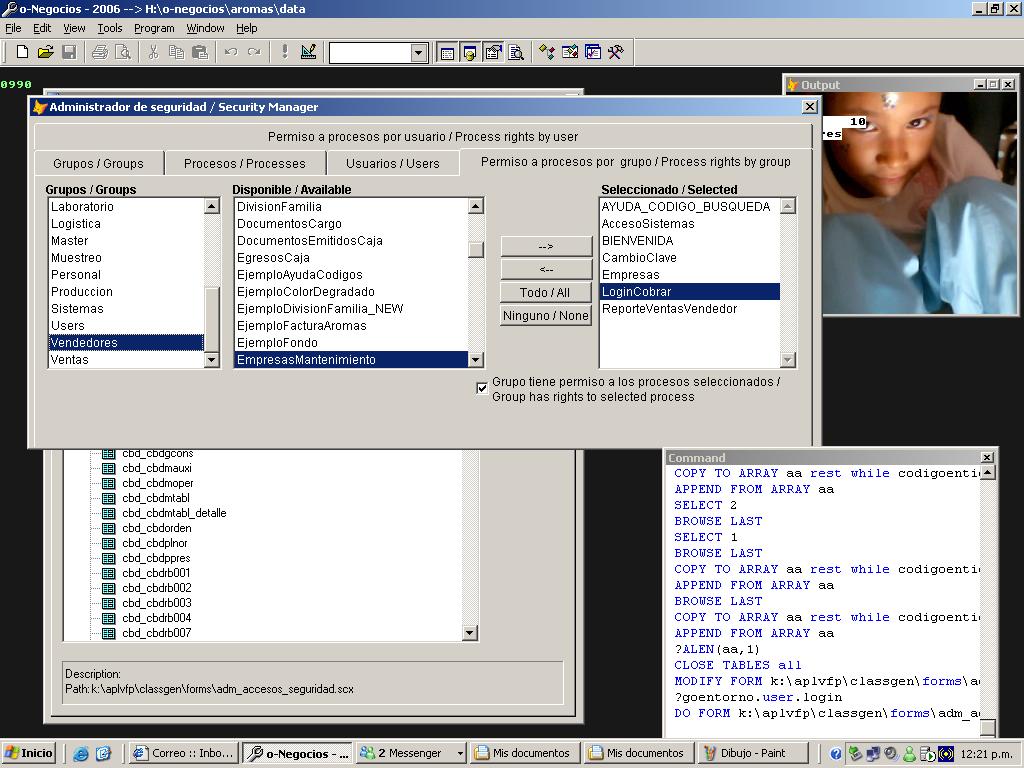 o-Negocios - 2006 --> H:\o-negocios\aromas\data
File Edit View Tools Program Window Help
0990
Output
10
res
Administrador de seguridad / Security Manager
Permiso a procesos por usuario / Process rights by user
Grupos / Groups
Procesos / Processes
Usuarios / Users
Permiso a procesos por grupo / Process rights by group
Grupos / Groups
Laboratorio
Logistica
Master
Muestreo
Personal
Produccion
Sistemas
Users
Vendedores
Ventas
Disponible / Available
DivisionFamilia
DocumentosCargo
DocumentosEmitidosCaja
EgresosCaja
EjemploAyudaCodigos
EjemploColorDegradado
EjemploDivisionFamilia_NEW
EjemploFacturaAromas
EjemploFondo
EmpresasMantenimiento
-->
<--
Todo / All
Ninguno / None
Seleccionado / Selected
AYUDA_CODIGO_BUSQUEDA
AccesoSistemas
BIENVENIDA
CambioClave
Empresas
LoginCobrar
ReporteVentasVendedor
Grupo tiene permiso a los procesos seleccionados /
Group has rights to selected process
cbd_cbdgcons
cbd_cbdmauxi
cbd_cbdmoper
cbd_cbdmtabl
cbd_cbdmtabl_detalle
cbd_cbdorden
cbd_cbdplnor
cbd_cbdppres
cbd_cbdrb001
cbd_cbdrb002
cbd_cbdrb003
cbd_cbdrb004
cbd_cbdrb007
Description:
Path: k:\aplvfp\classgen\forms\adm_accesos_seguridad.scx
Command
COPY TO ARRAY aa rest while codigoenti
APPEND FROM ARRAY aa
SELECT 2
BROWSE LAST
SELECT 1
BROWSE LAST
COPY TO ARRAY aa rest while codigoenti
APPEND FROM ARRAY aa
BROWSE LAST
COPY TO ARRAY aa rest while codigoenti
APPEND FROM ARRAY aa
?ALEN(aa,1)
CLOSE TABLES all
MODIFY FORM k:\aplvfp\classgen\forms\a
?goentorno.user.login
DO FORM k:\aplvfp\classgen\forms\adm_a
Inicio
Correo :: Inbo...
o-Negocios - ...
2 Messenger
Mis documentos
Mis documentos
Dibujo - Paint
12:21 p.m.